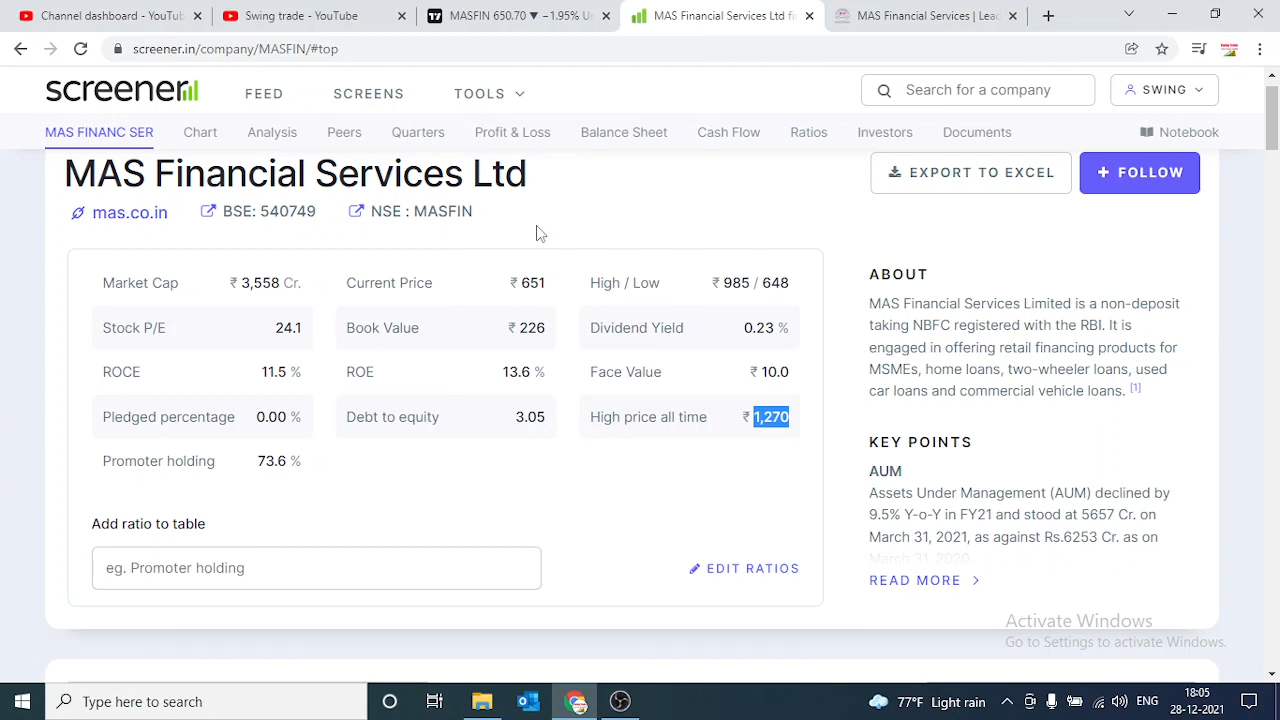 Channel dashboard - YouTub
Swing trade - YouTube
MASFIN 650.70 ▼ −1.95% Un
MAS Financial Services Ltd fin
MAS Financial Services | Lead
screener.in/company/MASFIN/#top
screener
FEED
SCREENS
TOOLS
Search for a company
SWING
MAS FINANC SER
Chart
Analysis
Peers
Quarters
Profit & Loss
Balance Sheet
Cash Flow
Ratios
Investors
Documents
Notebook
MAS Financial Services Ltd
EXPORT TO EXCEL
+ FOLLOW
mas.co.in
BSE: 540749
NSE : MASFIN
Market Cap ₹ 3,558 Cr.
Current Price ₹ 651
High / Low ₹ 985 / 648
Stock P/E 24.1
Book Value ₹ 226
Dividend Yield 0.23 %
ROCE 11.5 %
ROE 13.6 %
Face Value ₹ 10.0
Pledged percentage 0.00 %
Debt to equity 3.05
High price all time ₹ 1,270
Promoter holding 73.6 %
Add ratio to table
eg. Promoter holding
EDIT RATIOS
ABOUT
MAS Financial Services Limited is a non-deposit
taking NBFC registered with the RBI. It is
engaged in offering retail financing products for
MSMEs, home loans, two-wheeler loans, used
car loans and commercial vehicle loans. [1]
KEY POINTS
AUM
Assets Under Management (AUM) declined by
9.5% Y-o-Y in FY21 and stood at 5657 Cr. on
March 31, 2021, as against Rs.6253 Cr. as on
March 31, 2020.
READ MORE
Activate Windows
Go to Settings to activate Windows.
Type here to search
77°F Light rain
ENG
18:05
28-12-2021